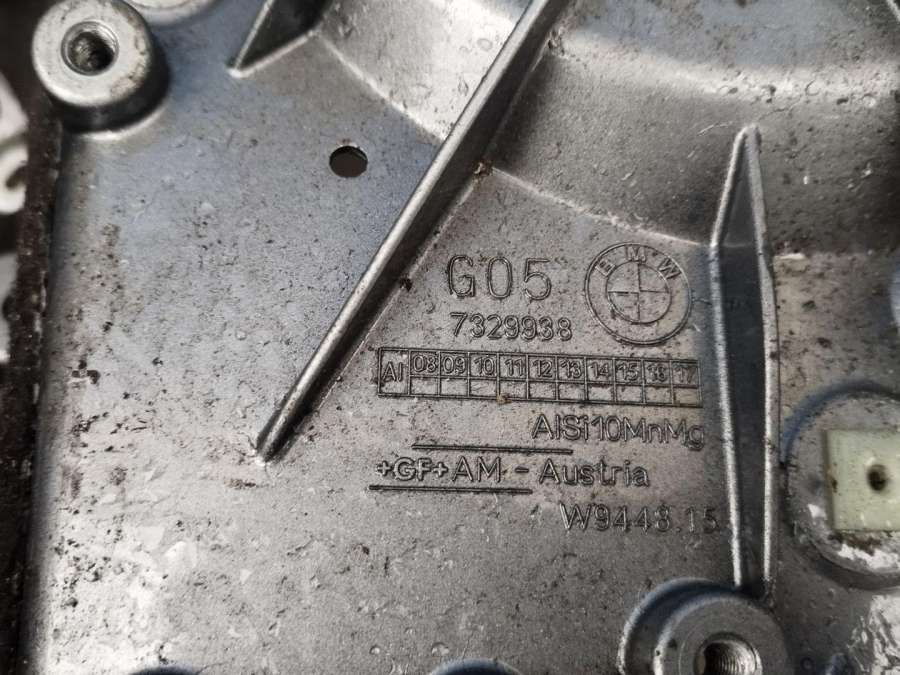 G05
BMW
7329938
Al 08 09 10 11 12 13 14 15 16 17
AlSi10MnMg
+GF+ AM - Austria
W9448.15